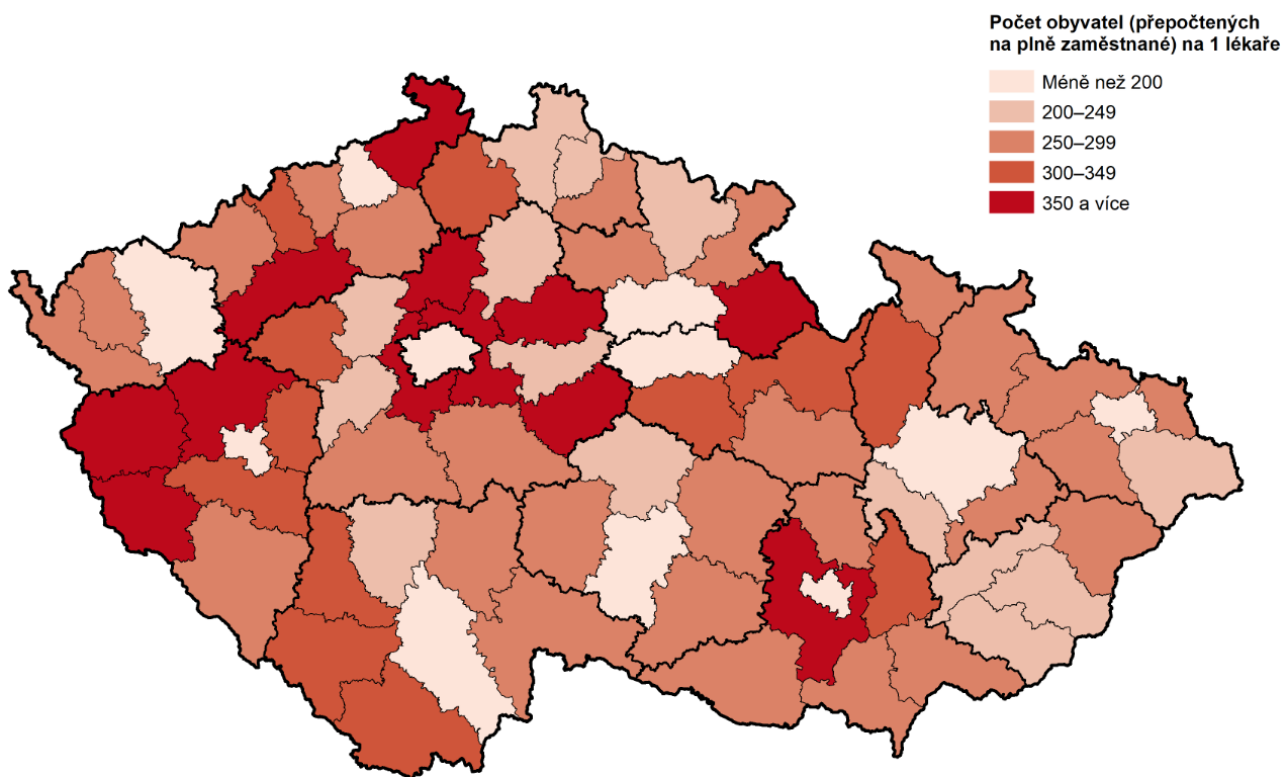 Počet obyvatel (přepočtených
na plně zaměstnané) na 1 lékaře
Méně než 200
200–249
250–299
300–349
350 a více